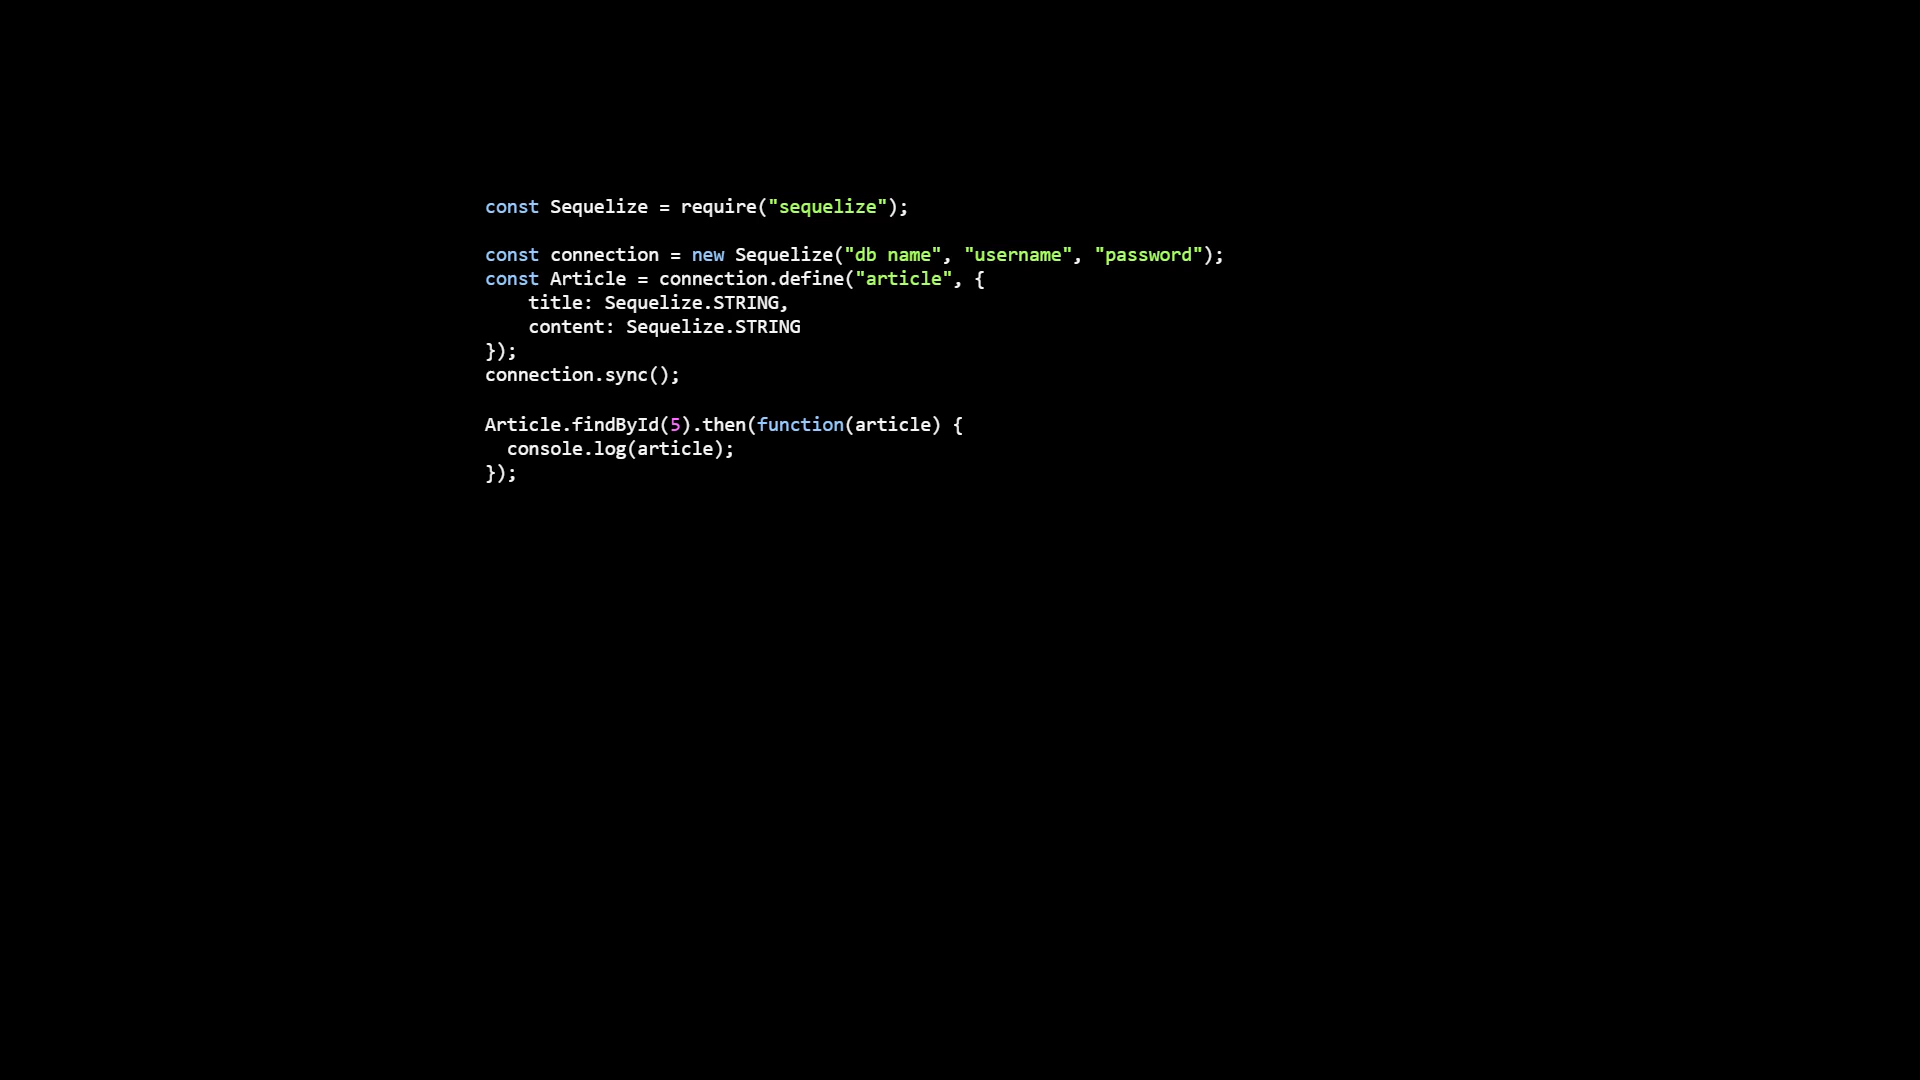 const Sequelize = require("sequelize");
const connection = new Sequelize("db name", "username", "password");
const Article = connection.define("article", {
    title: Sequelize.STRING,
    content: Sequelize.STRING
});
connection.sync();
Article.findById(5).then(function(article) {
  console.log(article);
});